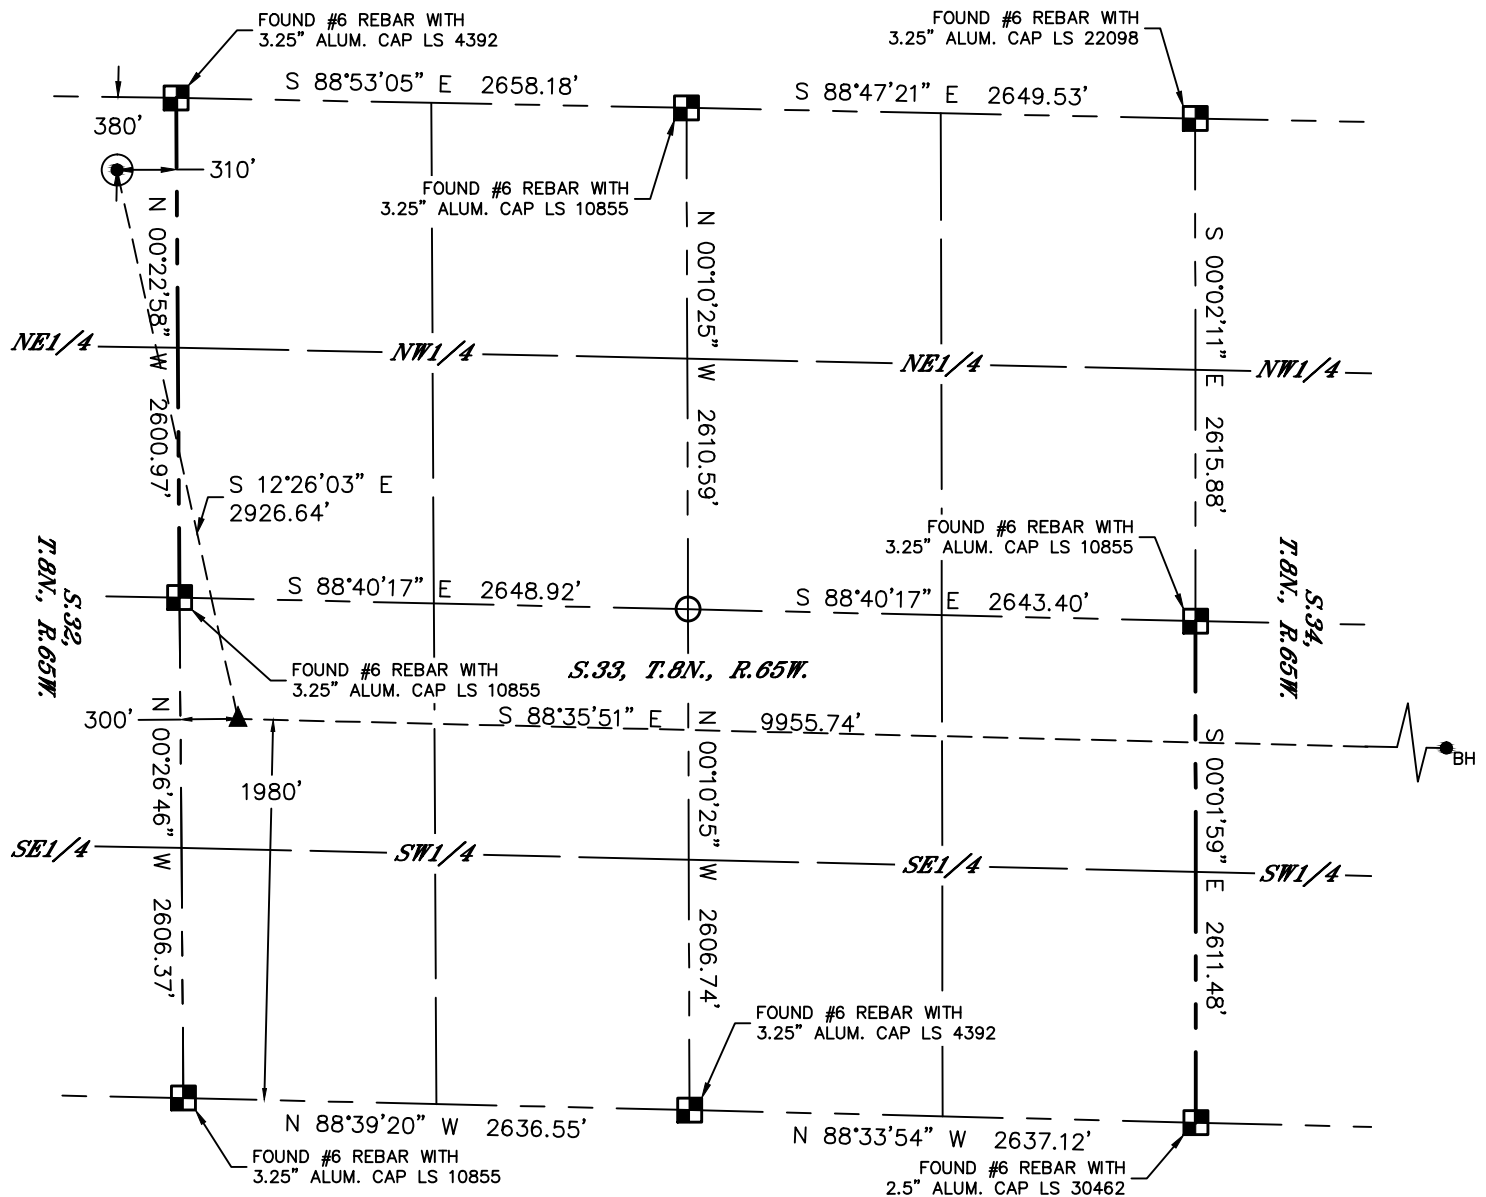 FOUND #6 REBAR WITH
3.25" ALUM. CAP LS 4392
FOUND #6 REBAR WITH
3.25" ALUM. CAP LS 22098
S 88°53'05" E 2658.18'
S 88°47'21" E 2649.53'
380'
310'
FOUND #6 REBAR WITH
3.25" ALUM. CAP LS 10855
N 00°22'58" W 2600.97'
N 00°10'25" W 2610.59'
S 00°02'11" E 2615.88'
NE1/4
NW1/4
NE1/4
NW1/4
S 12°26'03" E
2926.64'
FOUND #6 REBAR WITH
3.25" ALUM. CAP LS 10855
S.32,
T.8N., R.65W.
S 88°40'17" E 2648.92'
S 88°40'17" E 2643.40'
S.34,
T.8N., R.65W.
FOUND #6 REBAR WITH
3.25" ALUM. CAP LS 10855
S.33, T.8N., R.65W.
300'
S 88°35'51" E 9955.74'
BH
N 00°26'46" W 2606.37'
1980'
N 00°10'25" W 2606.74'
S 00°01'59" E 2611.48'
SE1/4
SW1/4
SE1/4
SW1/4
FOUND #6 REBAR WITH
3.25" ALUM. CAP LS 4392
N 88°39'20" W 2636.55'
N 88°33'54" W 2637.12'
FOUND #6 REBAR WITH
3.25" ALUM. CAP LS 10855
FOUND #6 REBAR WITH
2.5" ALUM. CAP LS 30462